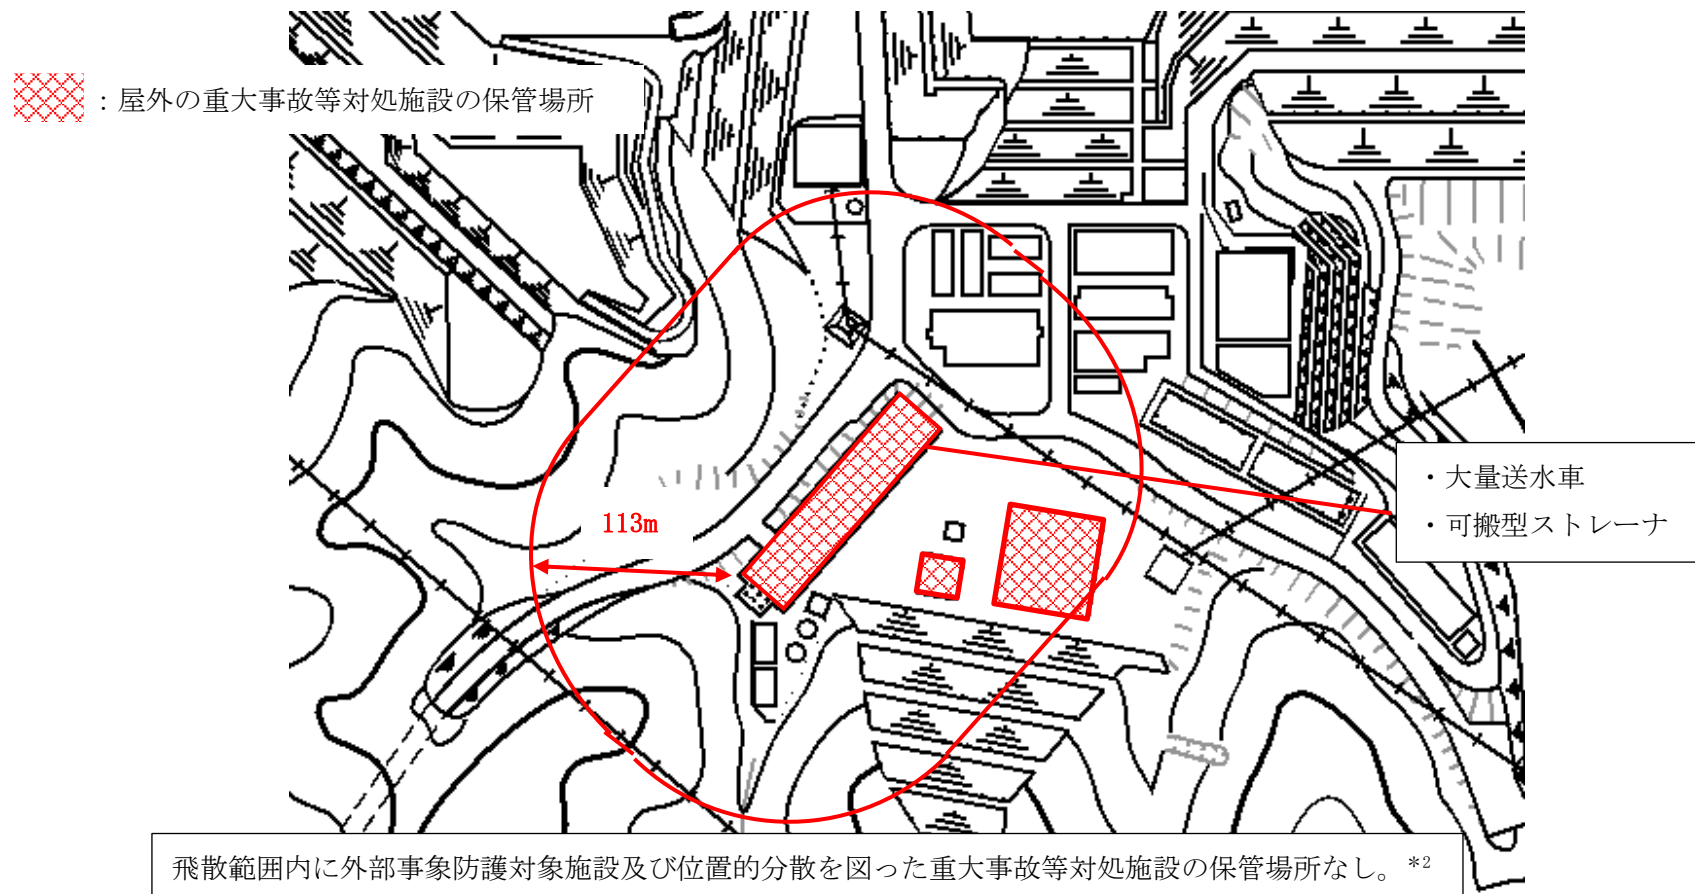 ：屋外の重大事故等対処施設の保管場所
113m
・大量送水車
・可搬型ストレーナ
飛散範囲内に外部事象防護対象施設及び位置的分散を図った重大事故等対処施設の保管場所なし。*2